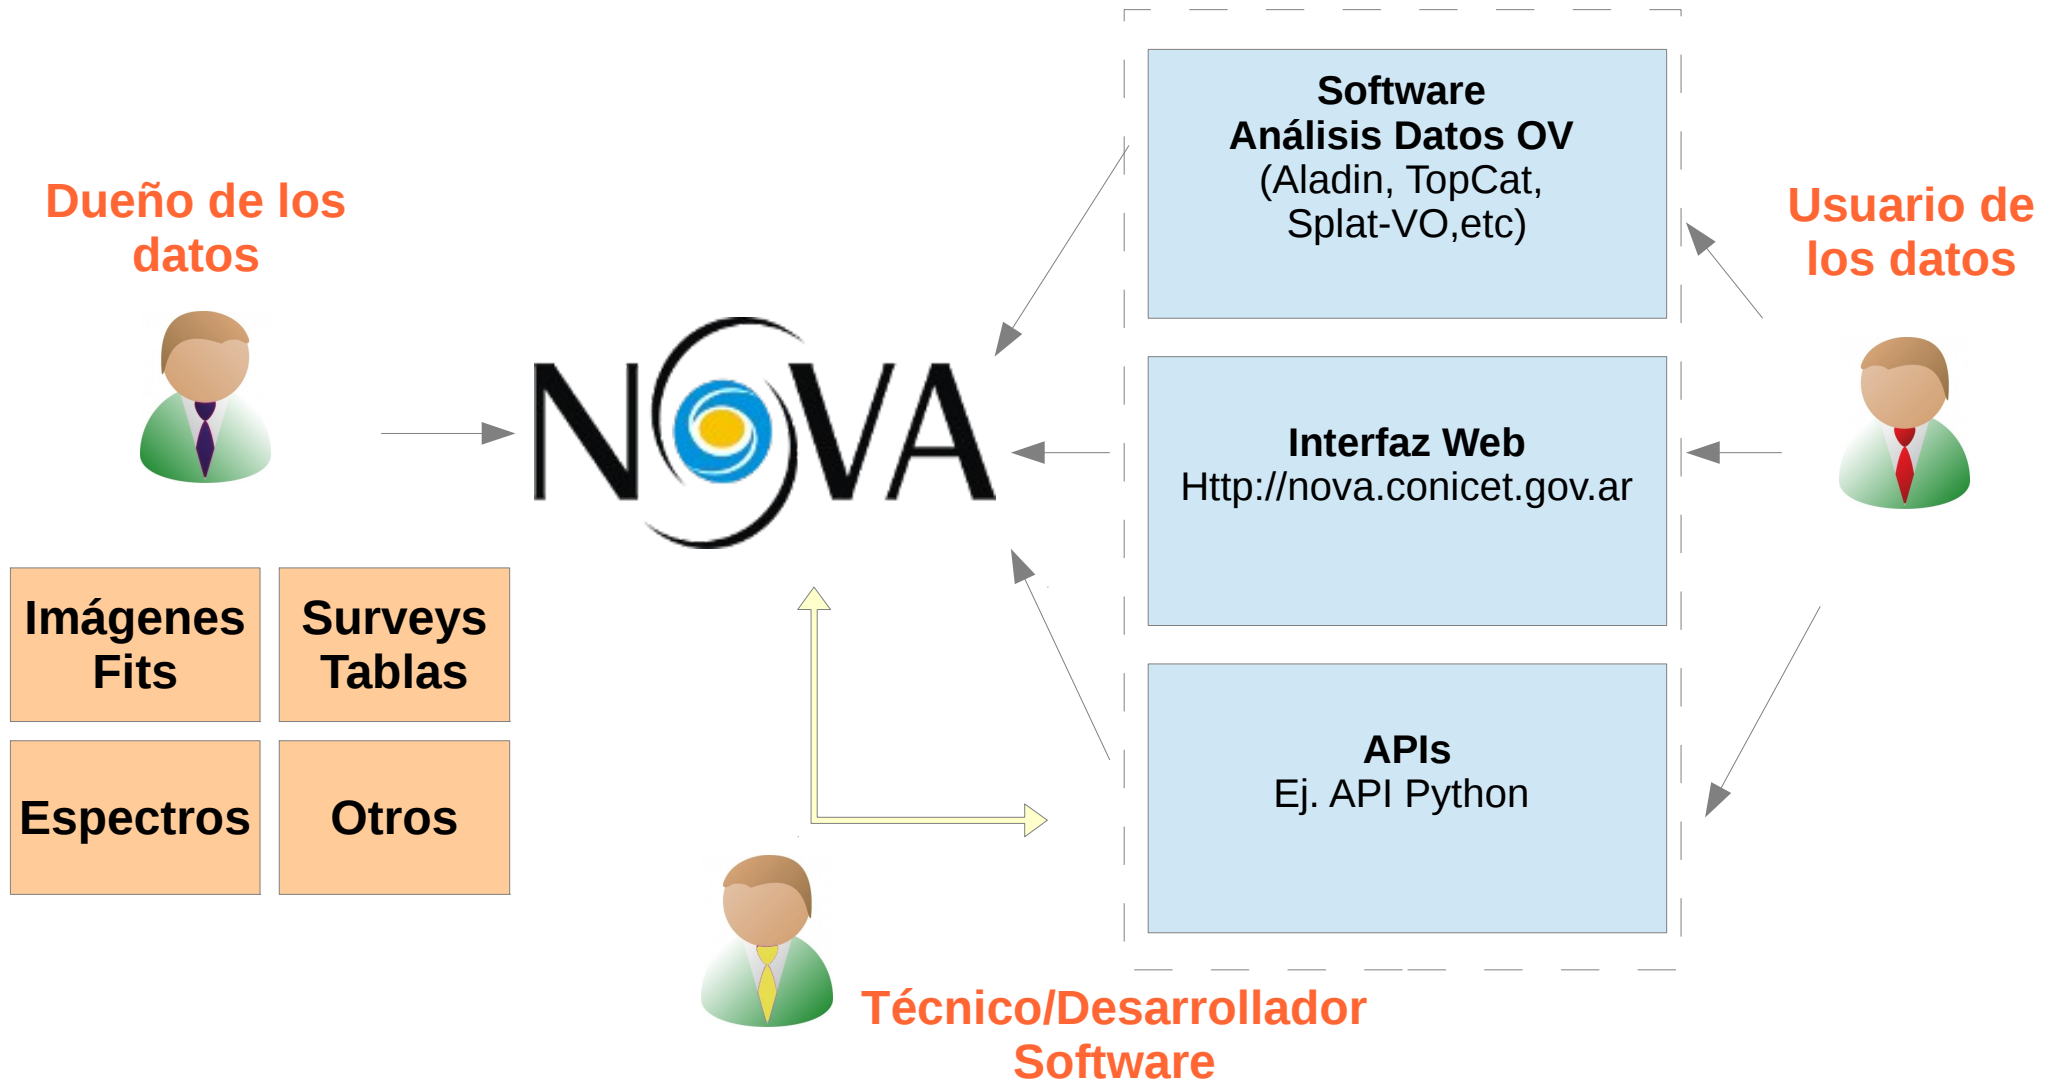 Dueño de los
datos
Imágenes
Fits
Surveys
Tablas
Espectros
Otros
NOVA
Software
Análisis Datos OV
(Aladin, TopCat,
Splat-VO,etc)
Interfaz Web
Http://nova.conicet.gov.ar
APIs
Ej. API Python
Usuario de
los datos
Técnico/Desarrollador
Software